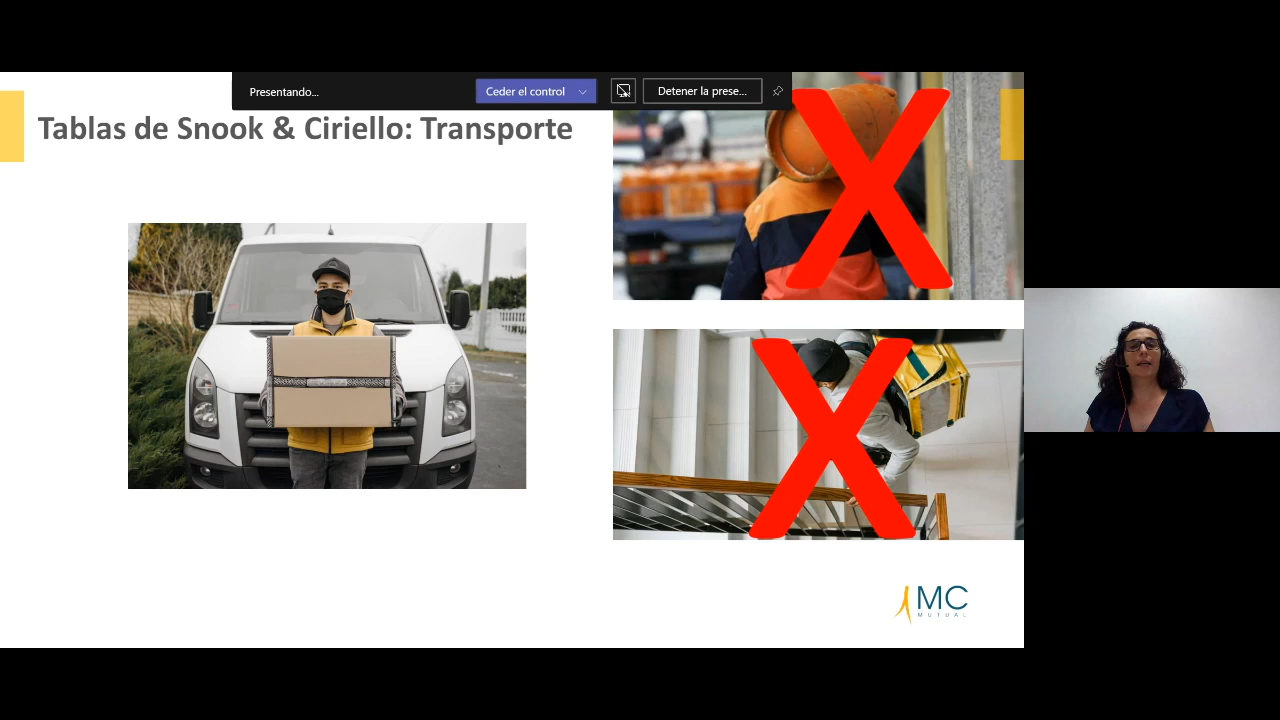 Presentando...
Ceder el control
Detener la prese...
Tablas de Snook & Ciriello: Transporte
MC
MUTUAL